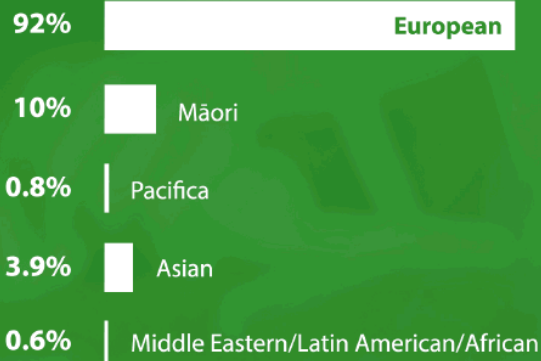 92% European
10% Māori
0.8% Pacifica
3.9% Asian
0.6% Middle Eastern/Latin American/African